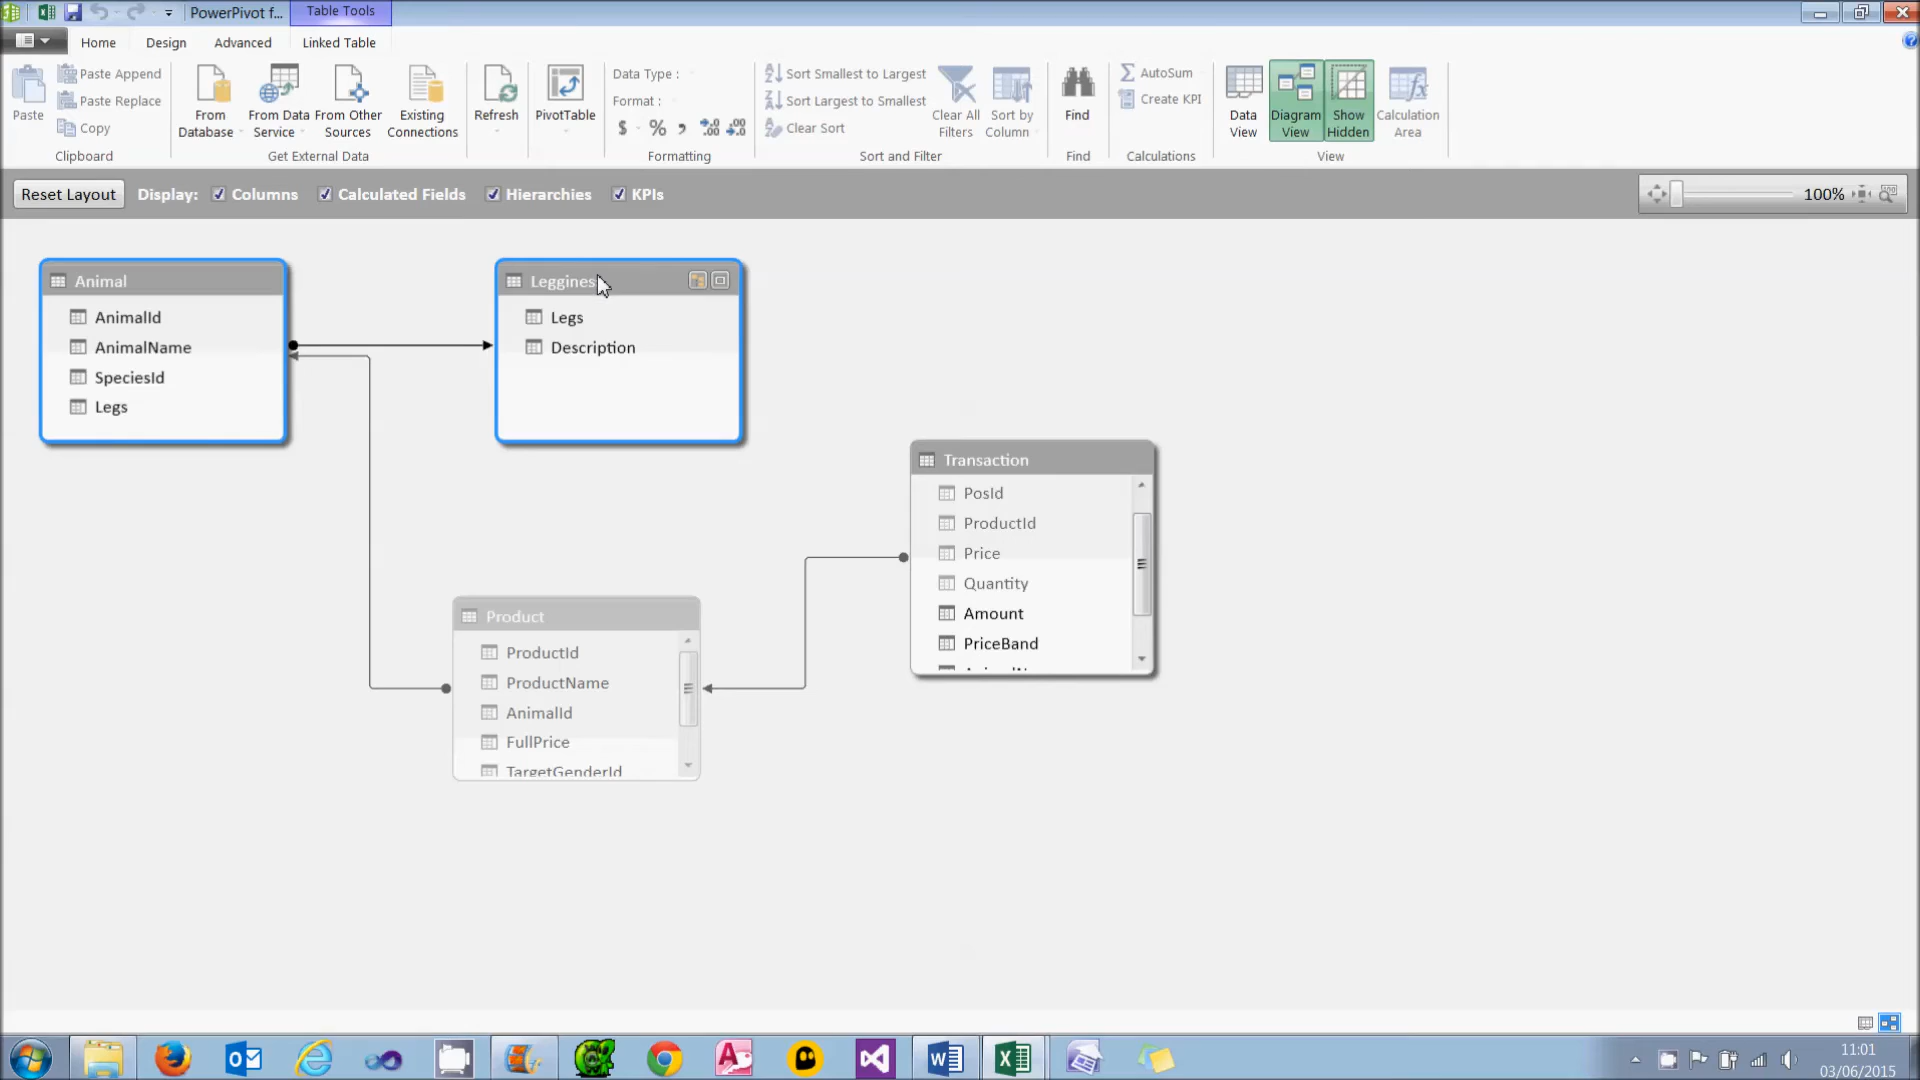 PowerPivot f...
Table Tools
Home
Design
Advanced
Linked Table
Paste
Paste Append
Paste Replace
Copy
Clipboard
From
Database
From Data
Service
From Other
Sources
Existing
Connections
Get External Data
Refresh
PivotTable
Data Type :
Format :
$
%
Formatting
Sort Smallest to Largest
Sort Largest to Smallest
Clear Sort
Clear All
Filters
Sort by
Column
Sort and Filter
Find
Find
AutoSum
Create KPI
Calculations
Data
View
Diagram
View
Show
Hidden
Calculation
Area
View
Reset Layout
Display:
Columns
Calculated Fields
Hierarchies
KPIs
100%
Animal
AnimalId
AnimalName
SpeciesId
Legs
Leggines
Legs
Description
Transaction
PosId
ProductId
Price
Quantity
Amount
PriceBand
Product
ProductId
ProductName
AnimalId
FullPrice
TargetGenderId
11:01
03/06/2015